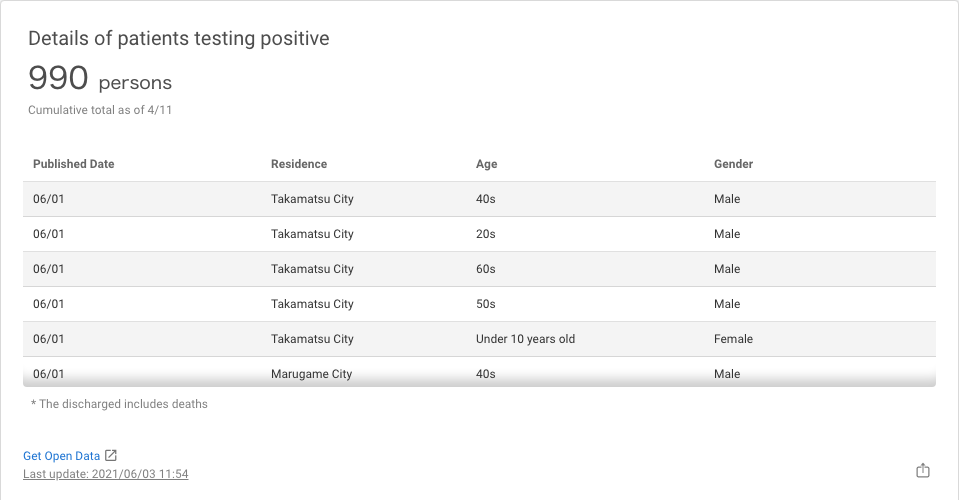 Details of patients testing positive
990 persons
Cumulative total as of 4/11
Published Date Residence Age Gender
06/01 Takamatsu City 40s Male
06/01 Takamatsu City 20s Male
06/01 Takamatsu City 60s Male
06/01 Takamatsu City 50s Male
06/01 Takamatsu City Under 10 years old Female
06/01 Marugame City 40s Male
* The discharged includes deaths
Get Open Data
Last update: 2021/06/03 11:54